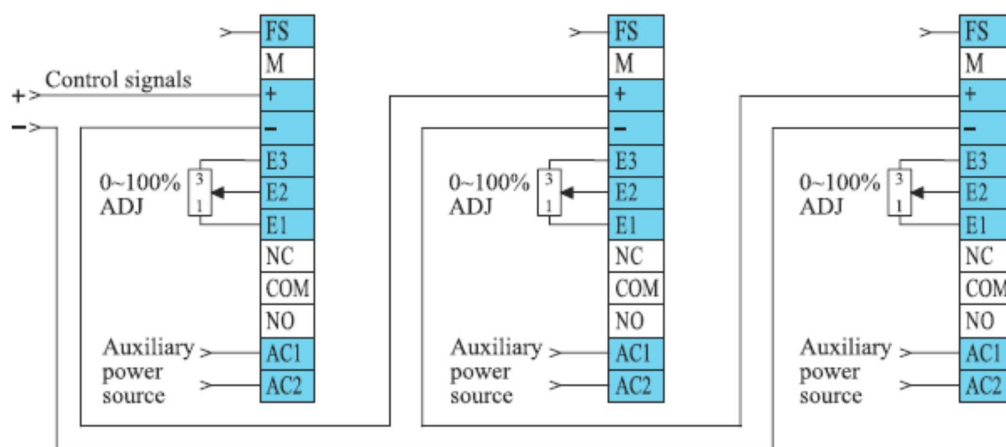 FS
M
+
-
E3
E2
E1
NC
COM
NO
AC1
AC2
+ Control signals
-
0~100%
ADJ
3
1
Auxiliary
power
source
FS
M
+
-
E3
E2
E1
NC
COM
NO
AC1
AC2
0~100%
ADJ
3
1
Auxiliary
power
source
FS
M
+
-
E3
E2
E1
NC
COM
NO
AC1
AC2
0~100%
ADJ
3
1
Auxiliary
power
source